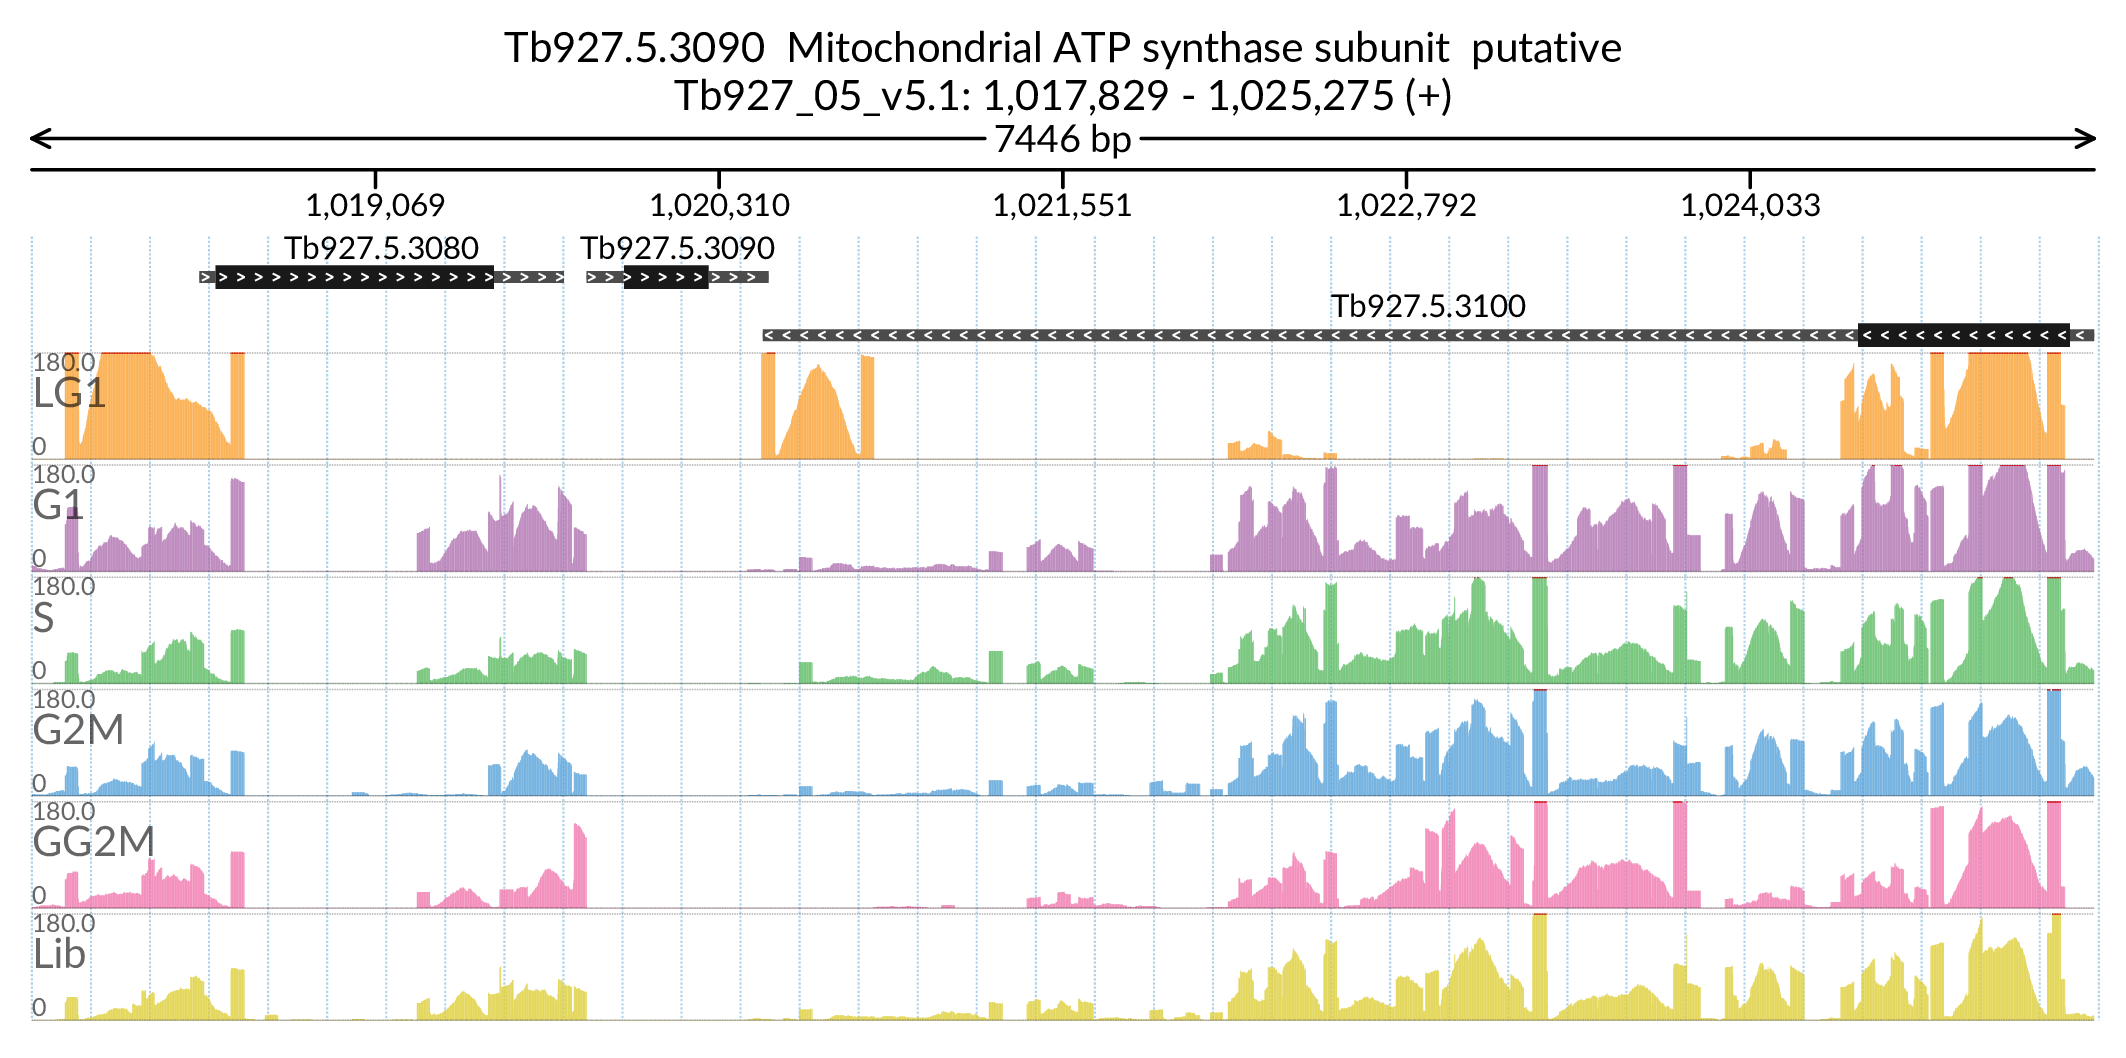 Tb927.5.3090  Mitochondrial ATP synthase subunit  putative
Tb927_05_v5.1: 1,017,829 - 1,025,275 (+)
7446 bp
1,019,069 1,020,310 1,021,551 1,022,792 1,024,033
Tb927.5.3080 Tb927.5.3090
Tb927.5.3100
180.0
LG1
0
180.0
G1
0
180.0
S
0
180.0
G2M
0
180.0
GG2M
0
180.0
Lib
0